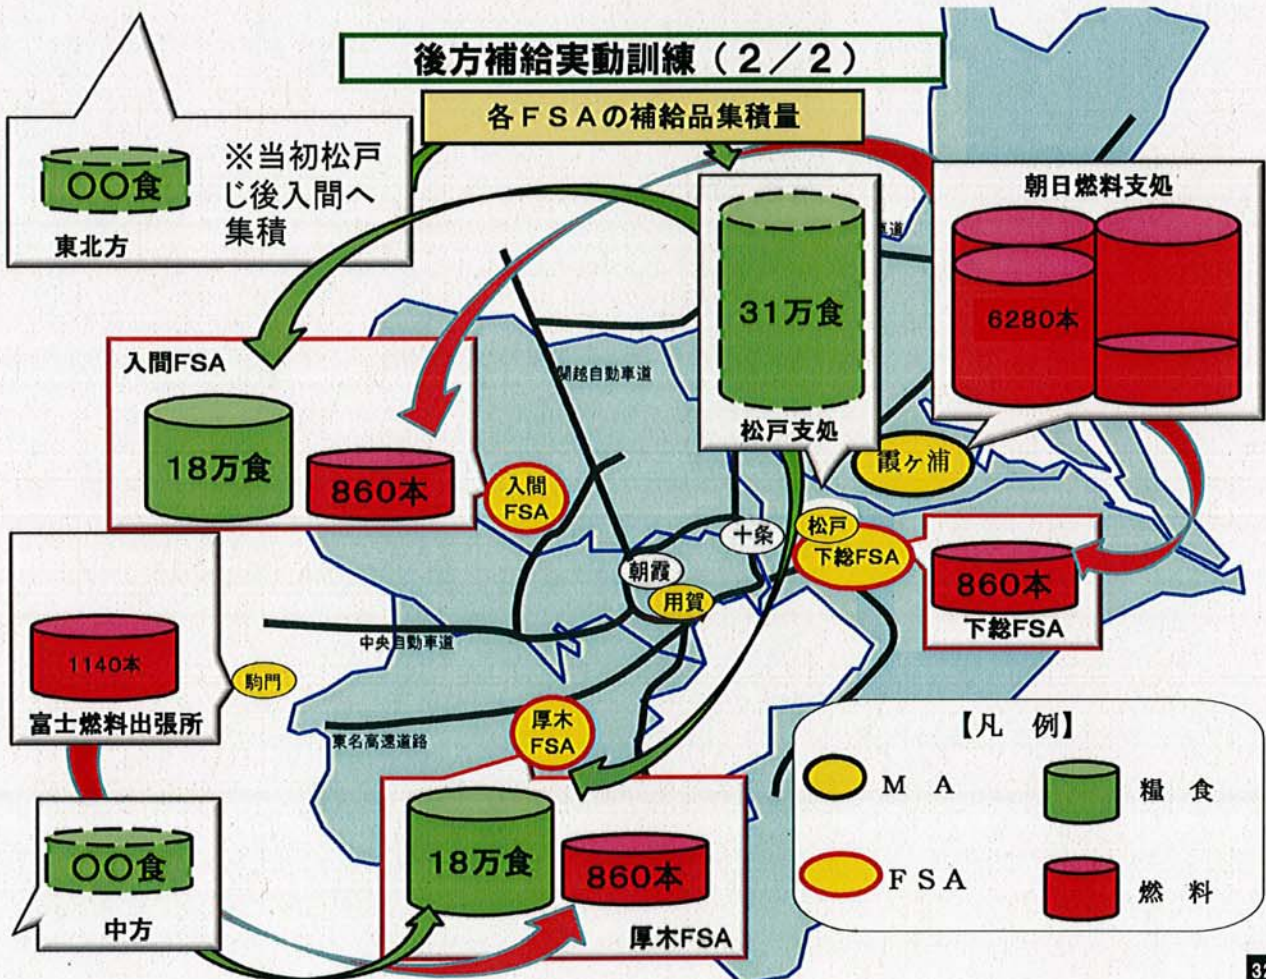 後方補給実動訓練(2/2)
各FSAの補給品集積量
〇〇食
東北方
※当初松戸
じ後入間へ
集積
31万食
松戸支処
朝日燃料支処
6280本
車道
入間FSA
18万食
860本
関越自動車道
入間
FSA
霞ヶ浦
十条
松戸
下総FSA
朝霞
用賀
860本
下総FSA
1140本
富士燃料出張所
駒門
中央自動車道
東名高速道路
厚木
FSA
〇〇食
中方
18万食
860本
厚木FSA
【凡 例】
M A
糧 食
F S A
燃 料